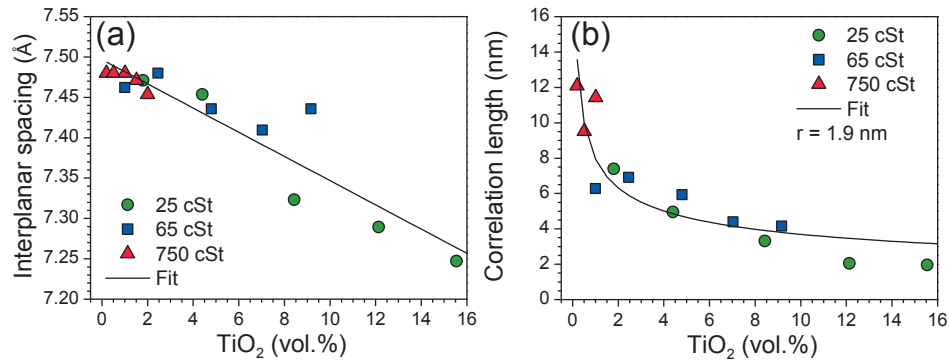 (a)
7.55
7.50
7.45
7.40
7.35
7.30
7.25
7.20
Interplanar spacing (Å)
25 cSt
65 cSt
750 cSt
Fit
0 2 4 6 8 10 12 14 16
TiO2 (vol.%)
(b)
16
14
12
10
8
6
4
2
0
Correlation length (nm)
25 cSt
65 cSt
750 cSt
Fit
r = 1.9 nm
0 2 4 6 8 10 12 14 16
TiO2 (vol.%)